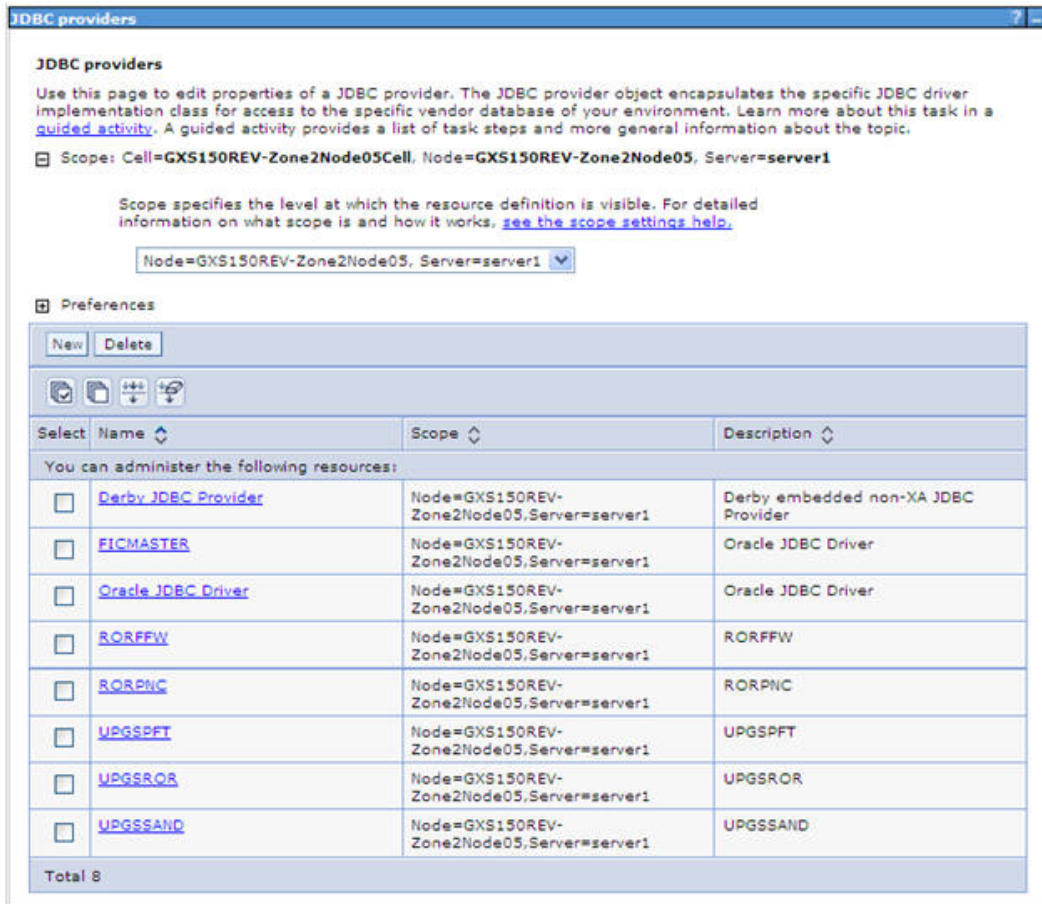 JDBC providers
?
JDBC providers
Use this page to edit properties of a JDBC provider. The JDBC provider object encapsulates the specific JDBC driver
implementation class for access to the specific vendor database of your environment. Learn more about this task in a
guided activity. A guided activity provides a list of task steps and more general information about the topic.
Scope: Cell=GXS150REV-Zone2Node05Cell, Node=GXS150REV-Zone2Node05, Server=server1
Scope specifies the level at which the resource definition is visible. For detailed
information on what scope is and how it works, see the scope settings help.
Node=GXS150REV-Zone2Node05, Server=server1
Preferences
New Delete
Select Name Scope Description
You can administer the following resources:
Derby JDBC Provider Node=GXS150REV- Derby embedded non-XA JDBC
Zone2Node05,Server=server1 Provider
FICMASTER Node=GXS150REV- Oracle JDBC Driver
Zone2Node05,Server=server1
Oracle JDBC Driver Node=GXS150REV- Oracle JDBC Driver
Zone2Node05,Server=server1
RORFFW Node=GXS150REV- RORFFW
Zone2Node05,Server=server1
RORPNC Node=GXS150REV- RORPNC
Zone2Node05,Server=server1
UPGSPFT Node=GXS150REV- UPGSPFT
Zone2Node05,Server=server1
UPGSROR Node=GXS150REV- UPGSROR
Zone2Node05,Server=server1
UPGSSAND Node=GXS150REV- UPGSSAND
Zone2Node05,Server=server1
Total 8